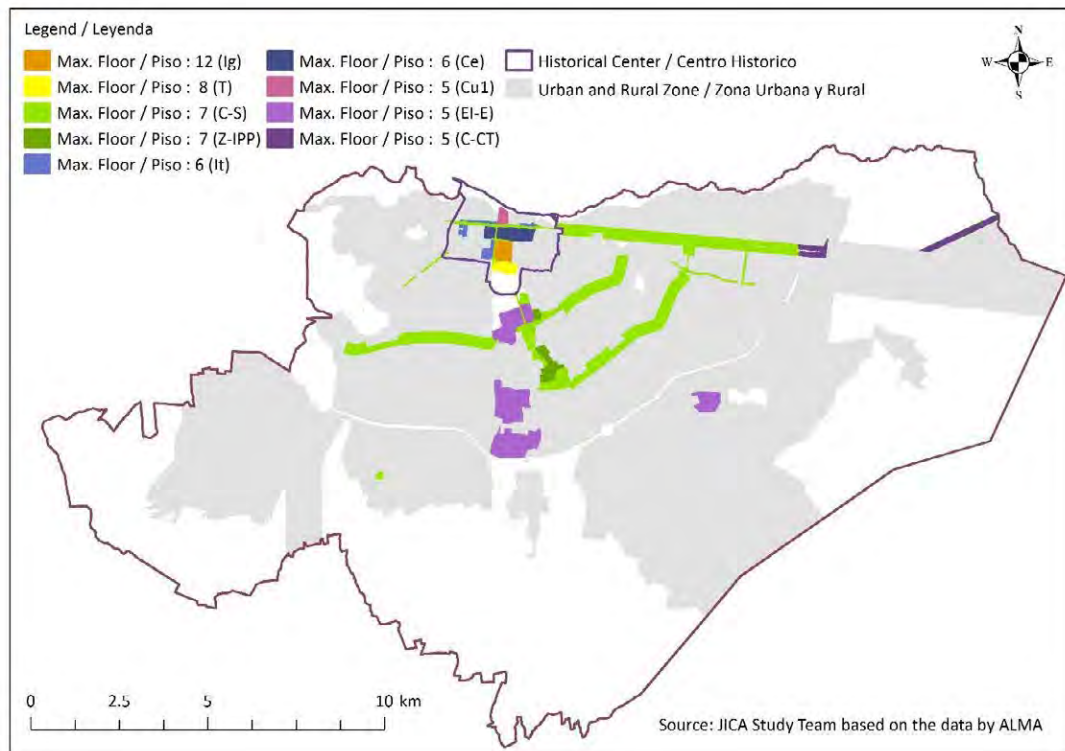 Legend / Leyenda
Max. Floor / Piso : 12 (Ig)
Max. Floor / Piso : 8 (T)
Max. Floor / Piso : 7 (C-S)
Max. Floor / Piso : 7 (Z-IPP)
Max. Floor / Piso : 6 (It)
Max. Floor / Piso : 6 (Ce)
Max. Floor / Piso : 5 (Cu1)
Max. Floor / Piso : 5 (EI-E)
Max. Floor / Piso : 5 (C-CT)
Historical Center / Centro Historico
Urban and Rural Zone / Zona Urbana y Rural
N
W E
S
0 2.5 5 10 km
Source: JICA Study Team based on the data by ALMA